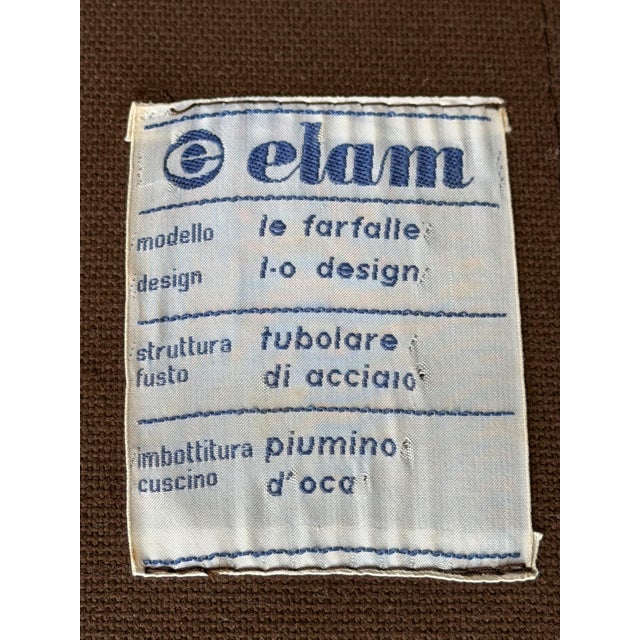 e elam
modello le farfalle
design l-o design
struttura tubolare
fusto di acciaio
imbottitura piumino
cuscino d'oca